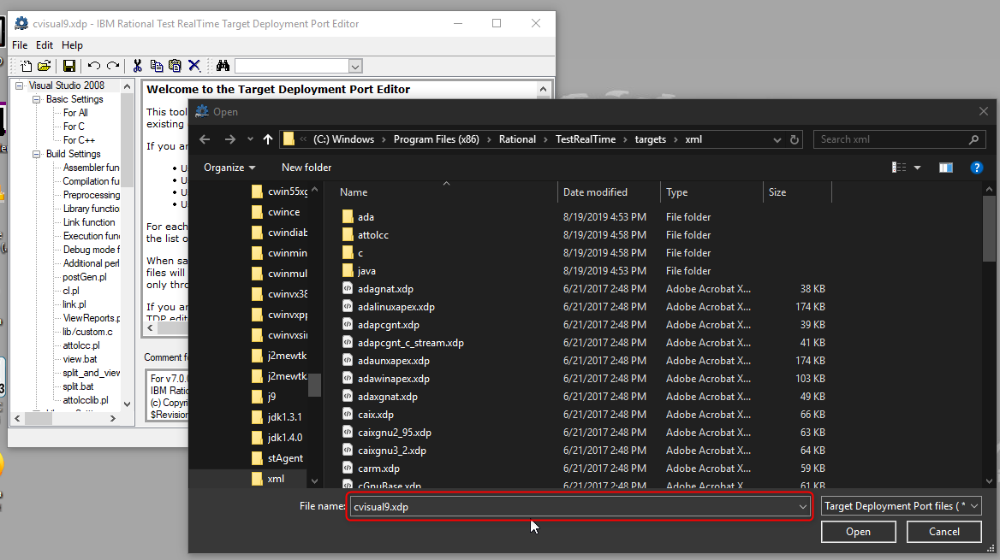 cvisual9.xdp - IBM Rational Test RealTime Target Deployment Port Editor
File Edit Help
Visual Studio 2008
Basic Settings
For All
For C
For C++
Build Settings
Assembler fun
Compilation fu
Preprocessing
Library functio
Link function
Execution func
Debug mode f
Additional perl
postGen.pl
cl.pl
link.pl
ViewReports.p
lib/custom.c
attolcc.pl
view.bat
split_and_view
split.bat
attolcclib.pl
Welcome to the Target Deployment Port Editor
This tool
existing
If you ar
For each
the list o
When sa
files will
only thro
If you ar
TDP edit
Comment fo
For v7.0.
IBM Ratio
(c) Copyri
$Revision
Open
(C:) Windows › Program Files (x86) › Rational › TestRealTime › targets › xml
Search xml
Organize New folder
cwin55xg
cwince
cwindiab
cwinmin
cwinmul
cwinvx38
cwinvxpp
cwinvxsir
j2mewtk
j2mewtk
j9
jdk1.3.1
jdk1.4.0
stAgent
xml
Name Date modified Type Size
ada 8/19/2019 4:53 PM File folder
attolcc 8/19/2019 4:58 PM File folder
c 8/19/2019 4:58 PM File folder
java 8/19/2019 4:53 PM File folder
adagnat.xdp 6/21/2017 2:48 PM Adobe Acrobat X... 38 KB
adalinuxapex.xdp 6/21/2017 2:48 PM Adobe Acrobat X... 174 KB
adapcgnt.xdp 6/21/2017 2:48 PM Adobe Acrobat X... 39 KB
adapcgnt_c_stream.xdp 6/21/2017 2:48 PM Adobe Acrobat X... 41 KB
adaunxapex.xdp 6/21/2017 2:48 PM Adobe Acrobat X... 174 KB
adawinapex.xdp 6/21/2017 2:48 PM Adobe Acrobat X... 103 KB
adaxgnat.xdp 6/21/2017 2:48 PM Adobe Acrobat X... 49 KB
caix.xdp 6/21/2017 2:48 PM Adobe Acrobat X... 66 KB
caixgnu2_95.xdp 6/21/2017 2:48 PM Adobe Acrobat X... 63 KB
caixgnu3_2.xdp 6/21/2017 2:48 PM Adobe Acrobat X... 64 KB
carm.xdp 6/21/2017 2:48 PM Adobe Acrobat X... 59 KB
cGnuBase.xdp 6/21/2017 2:48 PM Adobe Acrobat X... 61 KB
File name: cvisual9.xdp Target Deployment Port files ( *
Open Cancel